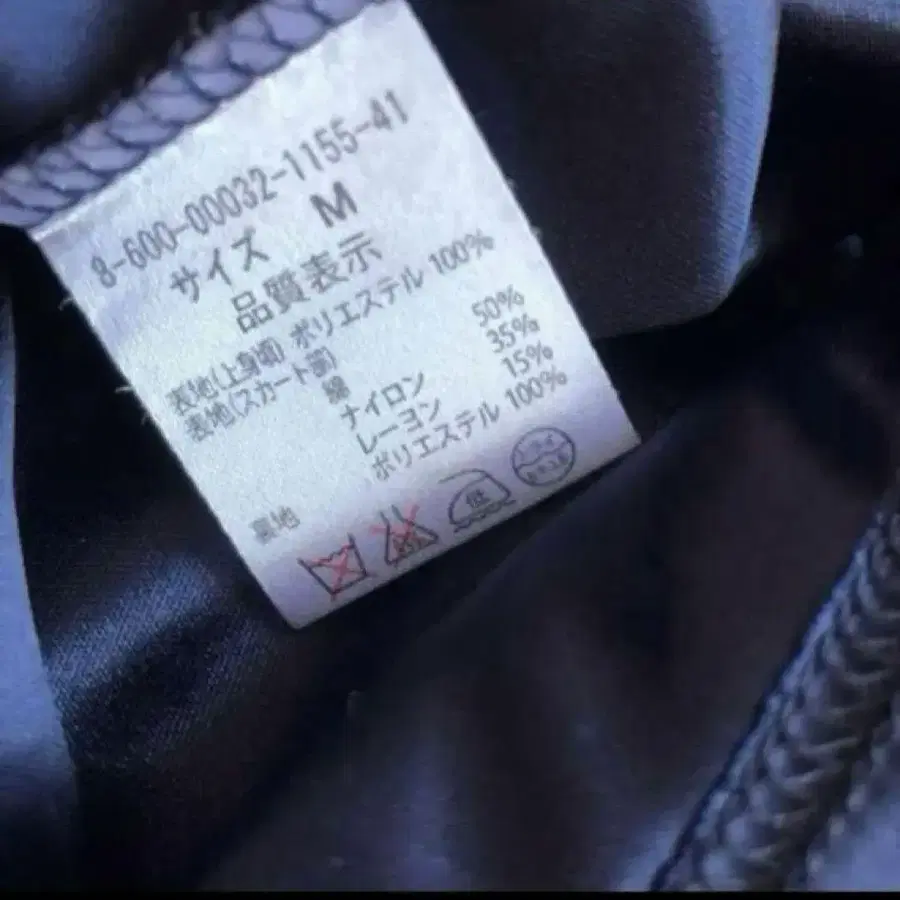 8-600-00032-1155-41
サイズ M
品質表示
表地(上身頃) ポリエステル 100%
表地(スカート部)
綿 50%
ナイロン 35%
レーヨン 15%
裏地 ポリエステル 100%
低